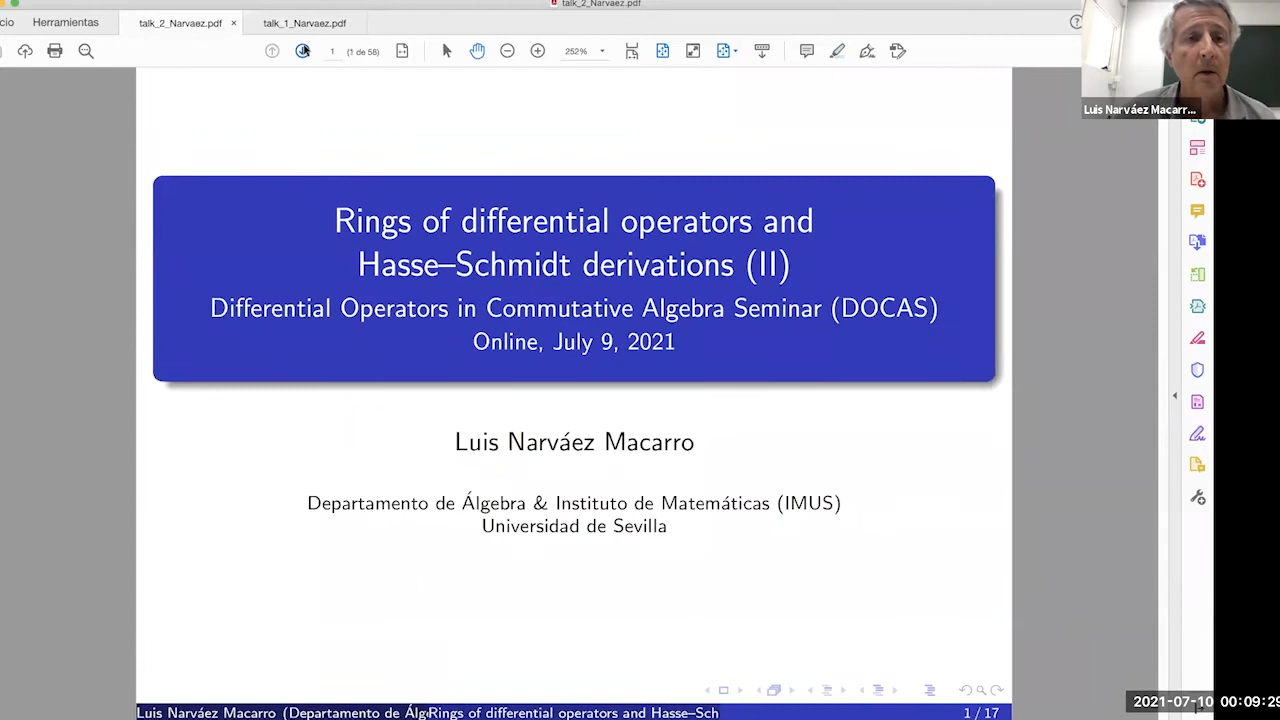 talk_2_Narvaez.pdf
cio
Herramientas
talk_2_Narvaez.pdf ×
talk_1_Narvaez.pdf
1
(1 de 58)
252%
Luis Narváez Macarr...
Rings of differential operators and
Hasse–Schmidt derivations (II)
Differential Operators in Commutative Algebra Seminar (DOCAS)
Online, July 9, 2021
Luis Narváez Macarro
Departamento de Álgebra & Instituto de Matemáticas (IMUS)
Universidad de Sevilla
Luis Narváez Macarro (Departamento de Álg
Rings of differential operators and Hasse–Sch
1 / 17
2021-07-10 00:09:29